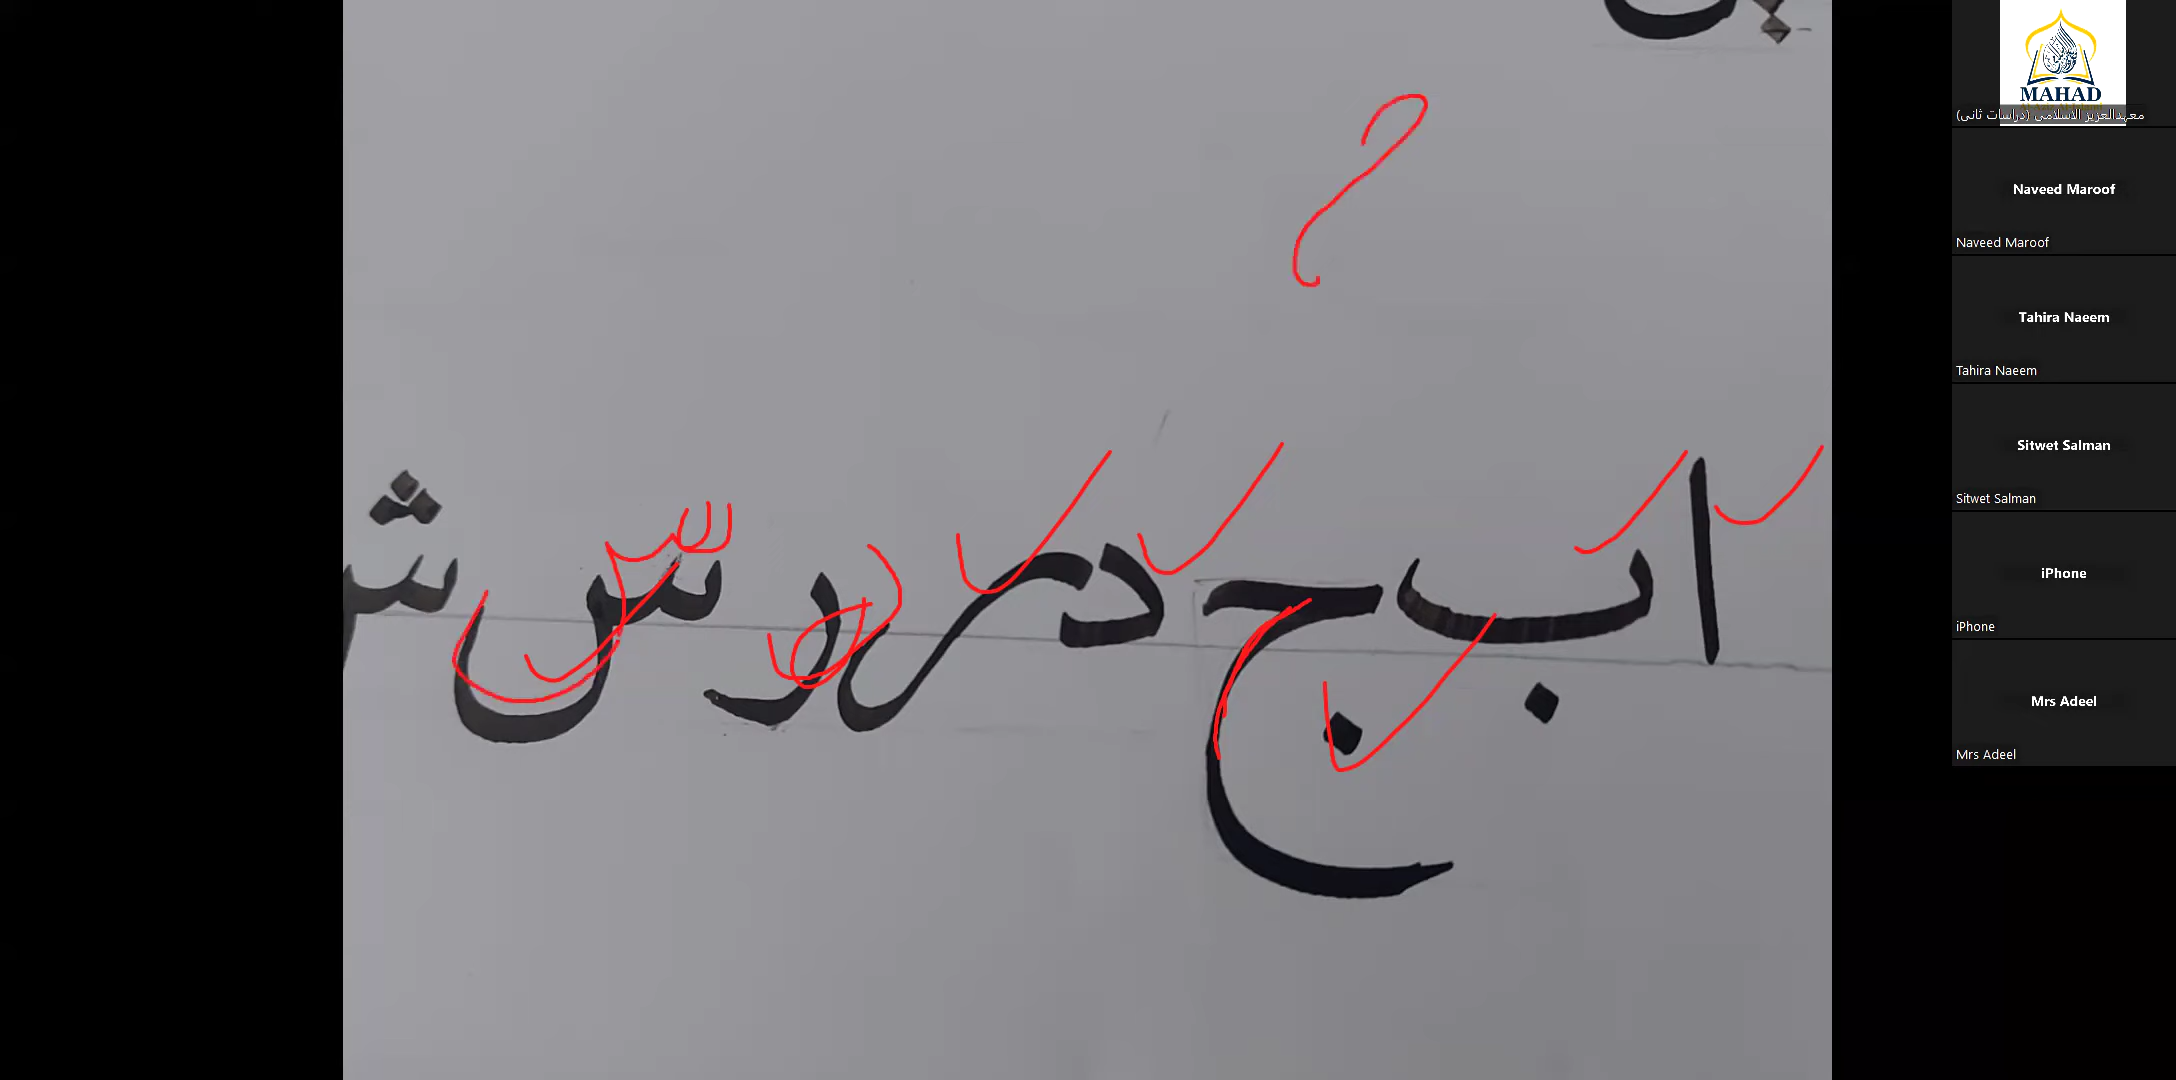 ا ب ج د ر ر س ش
MAHAD
معہدالعزیز الاسلامی (دراسات ثانی)
Naveed Maroof
Naveed Maroof
Tahira Naeem
Tahira Naeem
Sitwet Salman
Sitwet Salman
iPhone
iPhone
Mrs Adeel
Mrs Adeel